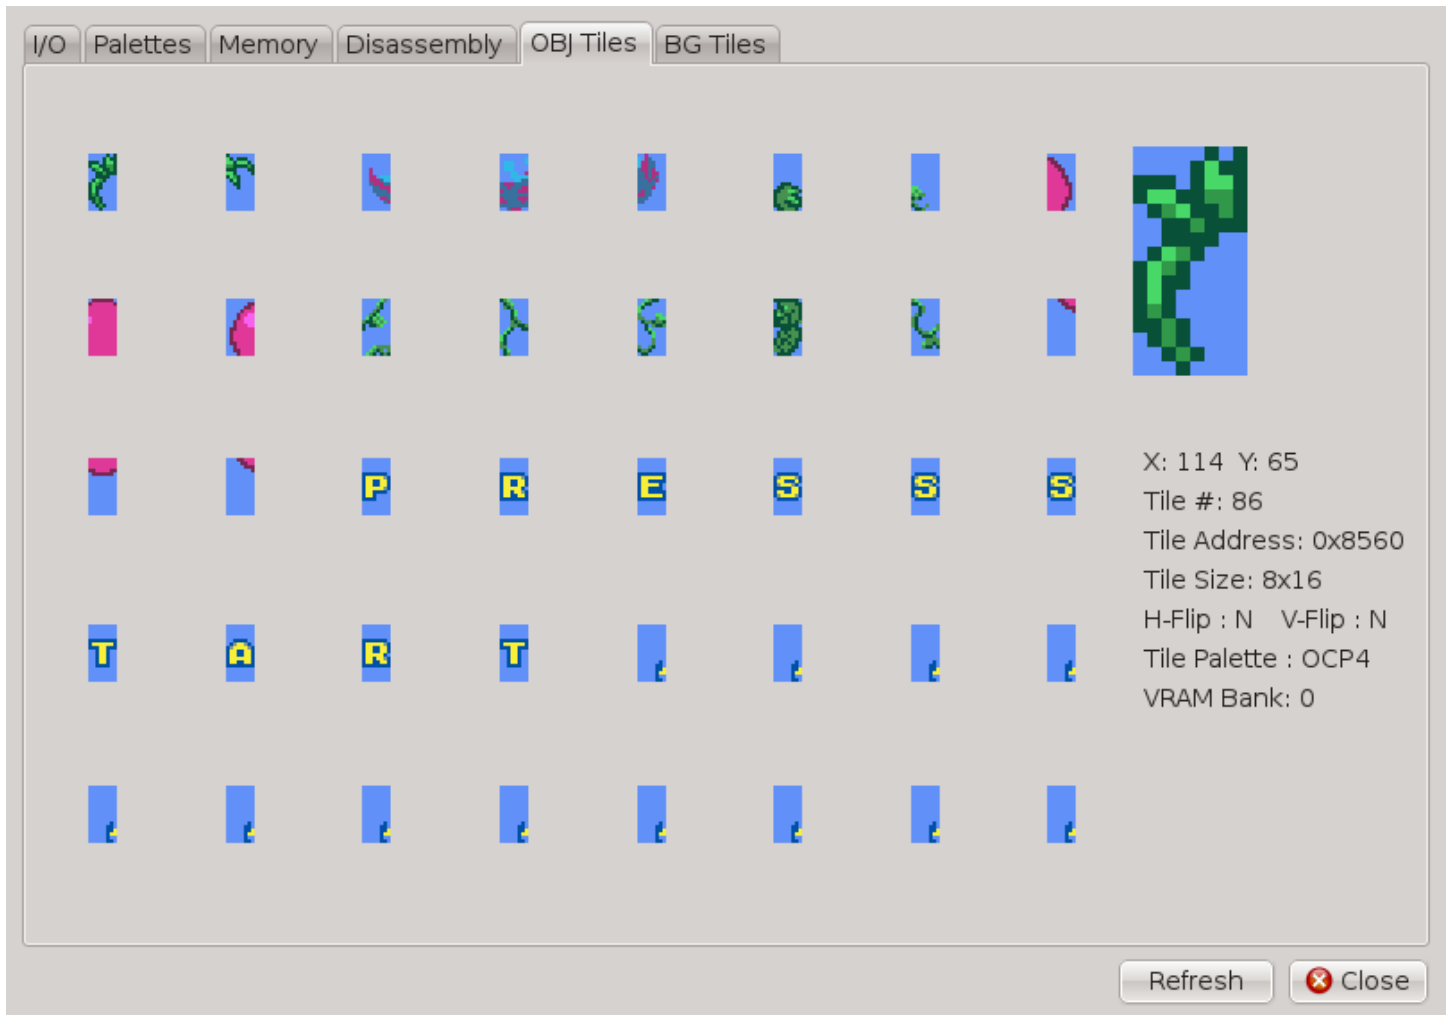 I/O Palettes Memory Disassembly OBJ Tiles BG Tiles
P R E S S S
T A R T
X: 114 Y: 65
Tile #: 86
Tile Address: 0x8560
Tile Size: 8x16
H-Flip : N V-Flip : N
Tile Palette : OCP4
VRAM Bank: 0
Refresh Close